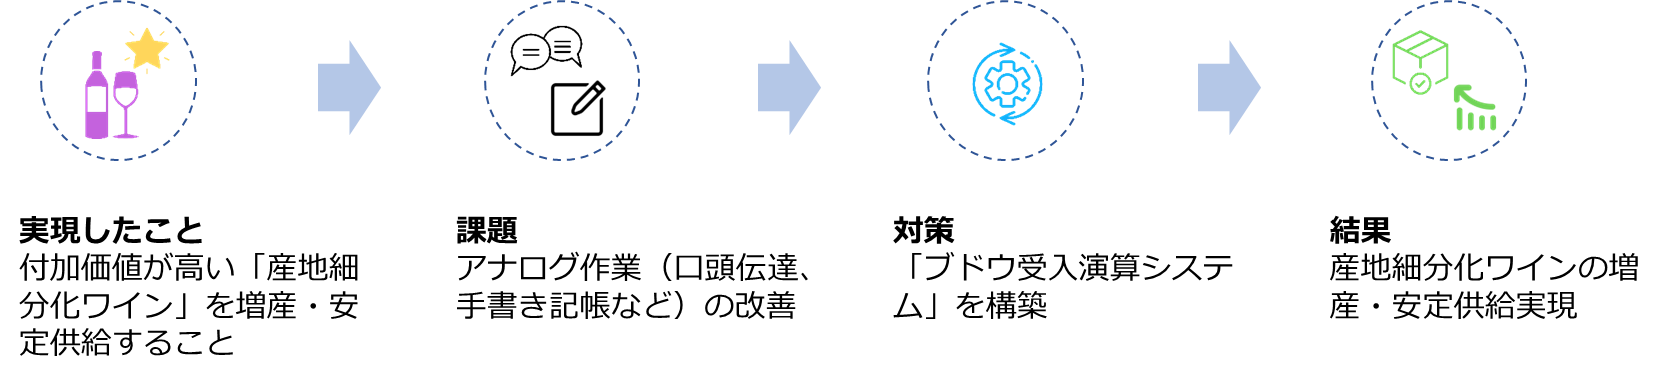 実現したこと
付加価値が高い「産地細
分化ワイン」を増産・安
定供給すること
課題
アナログ作業（口頭伝達、
手書き記帳など）の改善
対策
「ブドウ受入演算システ
ム」を構築
結果
産地細分化ワインの増
産・安定供給実現